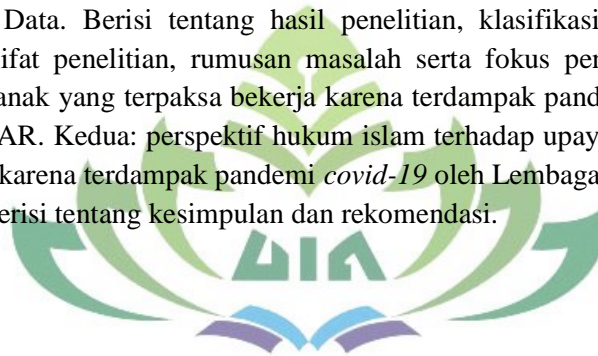 Data. Berisi tentang hasil penelitian, klasifikasi
ifat penelitian, rumusan masalah serta fokus per
anak yang terpaksa bekerja karena terdampak pand
AR. Kedua: perspektif hukum islam terhadap upay
karena terdampak pandemi covid-19 oleh Lembaga
erisi tentang kesimpulan dan rekomendasi.
UIN